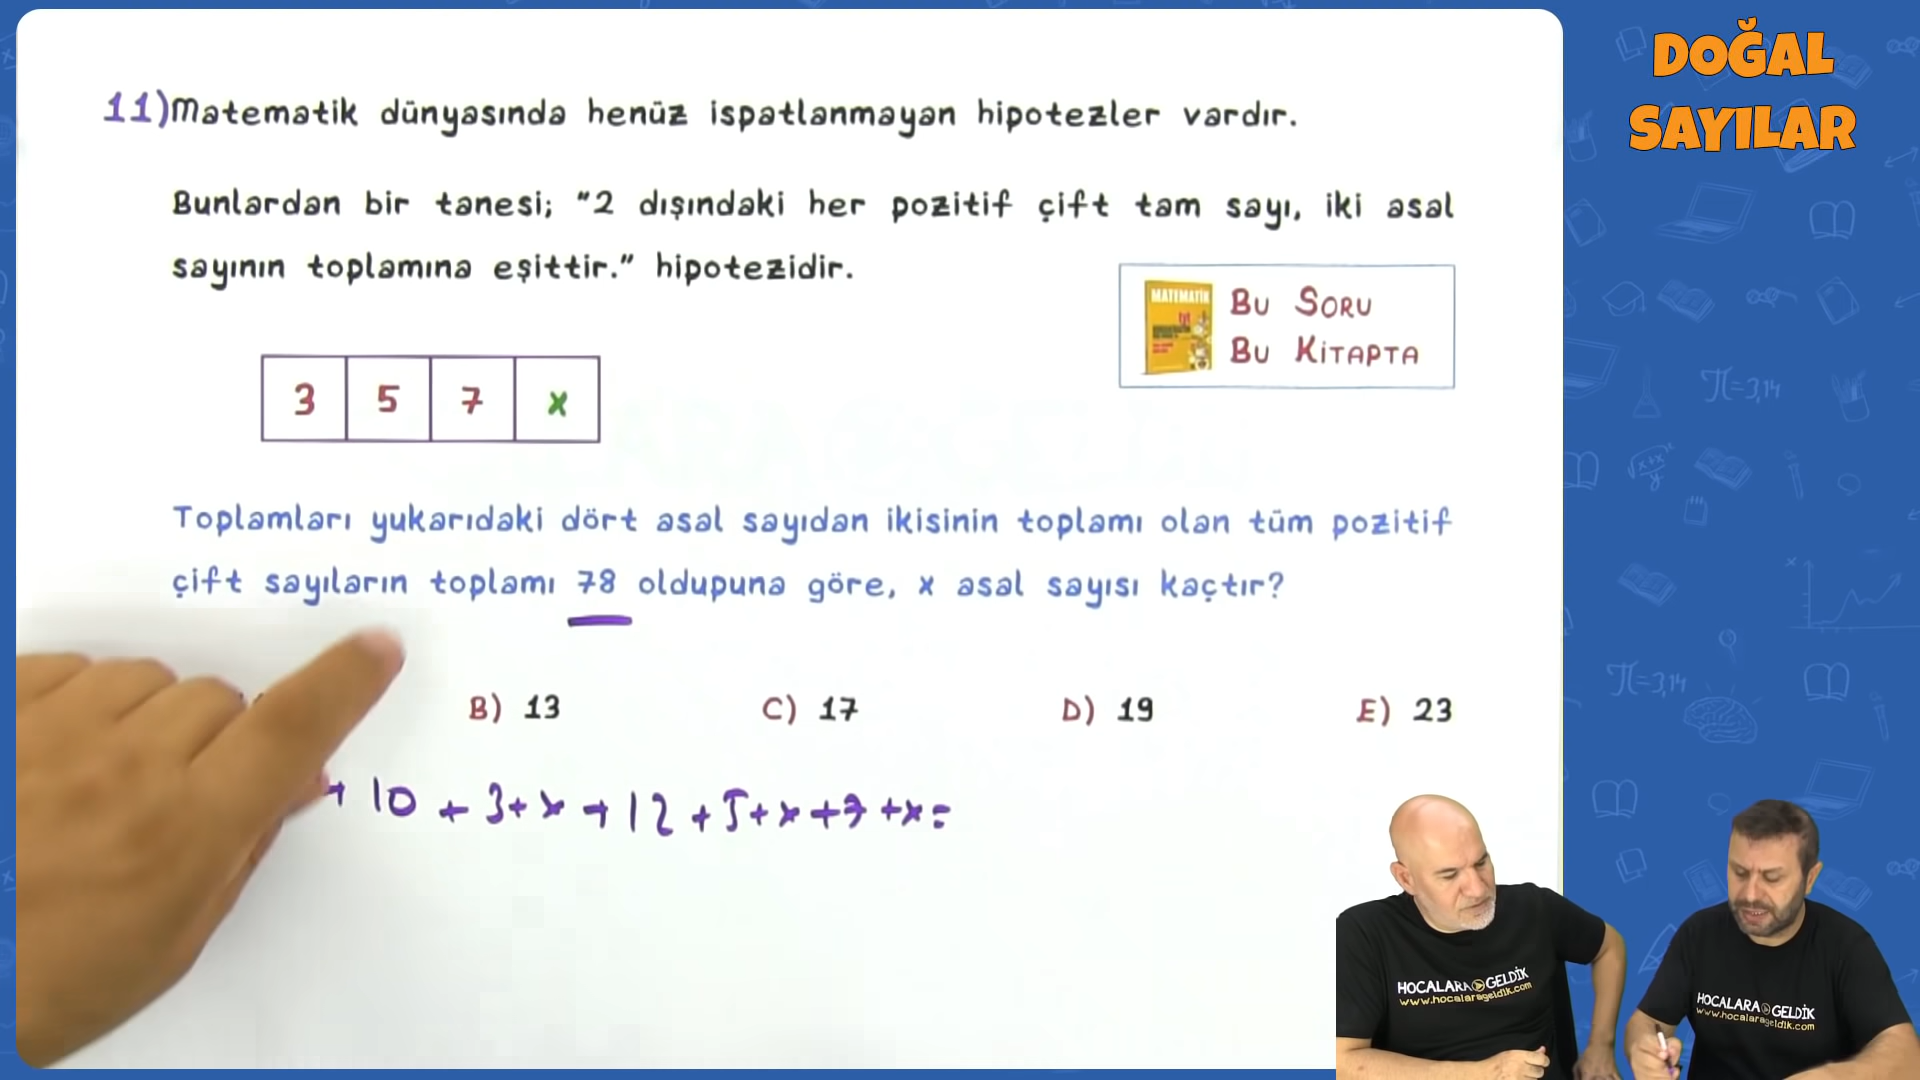 DOĞAL
SAYILAR
11) Matematik dünyasında henüz ispatlanmayan hipotezler vardır.
Bunlardan bir tanesi; "2 dışındaki her pozitif çift tam sayı, iki asal
sayının toplamına eşittir." hipotezidir.
MATEMATİK
tyt
BU SORU
BU KİTAPTA
3 5 7 x
Toplamları yukarıdaki dört asal sayıdan ikisinin toplamı olan tüm pozitif
çift sayıların toplamı 78 oldupuna göre, x asal sayısı kaçtır?
B) 13 C) 17 D) 19 E) 23
+ 10 + 3+x + 12 + 5+x+7+x=
HOCALARA GELDİK
www.hocalarageldik.com
HOCALARA GELDİK
www.hocalarageldik.com